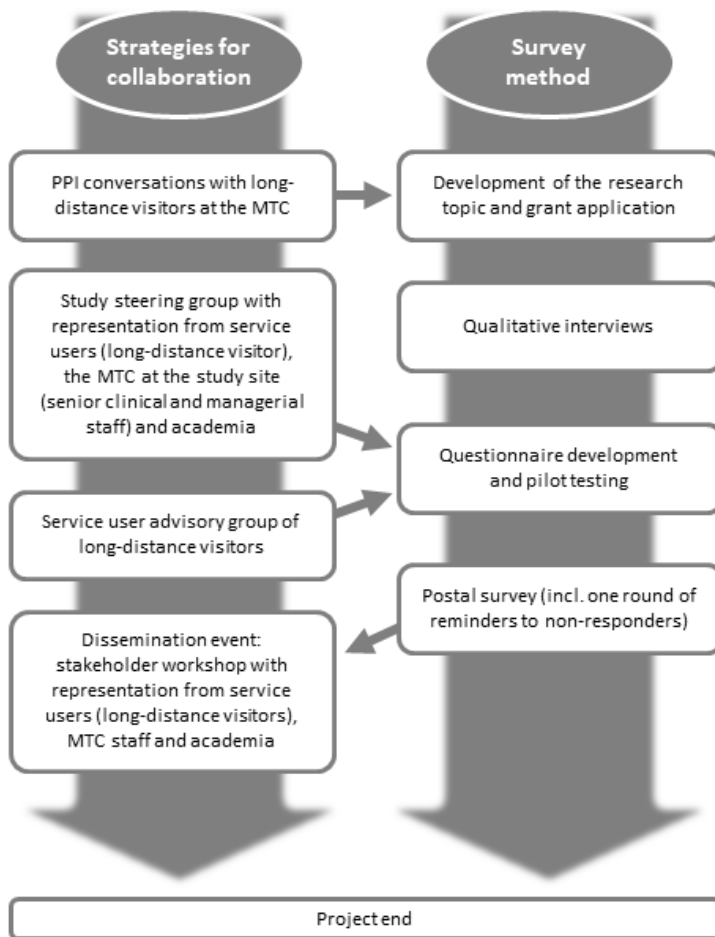 Strategies for
collaboration
Survey
method
PPI conversations with long-
distance visitors at the MTC
Development of the research
topic and grant application
Study steering group with
representation from service
users (long-distance visitor),
the MTC at the study site
(senior clinical and managerial
staff) and academia
Qualitative interviews
Questionnaire development
and pilot testing
Service user advisory group of
long-distance visitors
Postal survey (incl. one round of
reminders to non-responders)
Dissemination event:
stakeholder workshop with
representation from service
users (long-distance visitors),
MTC staff and academia
Project end